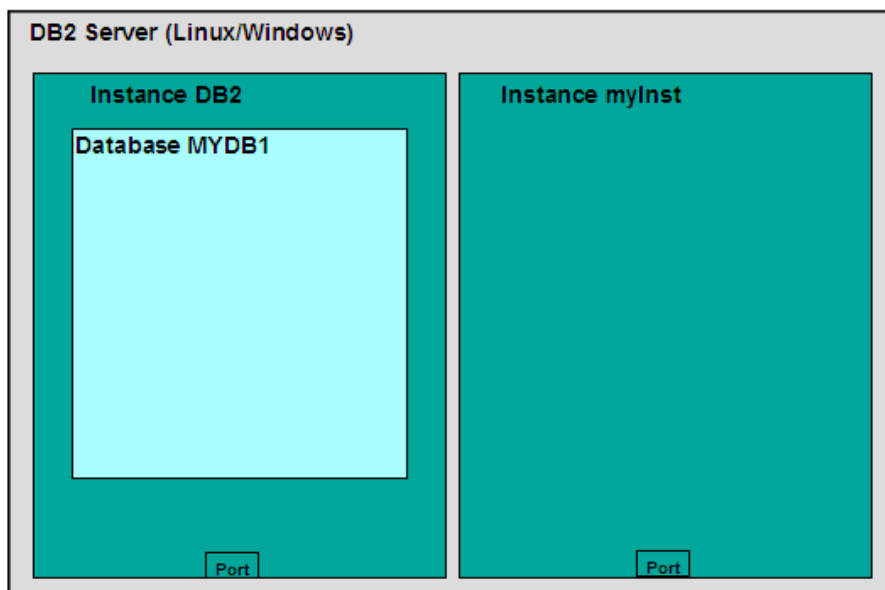 DB2 Server (Linux/Windows)
Instance DB2
Instance myInst
Database MYDB1
Port
Port